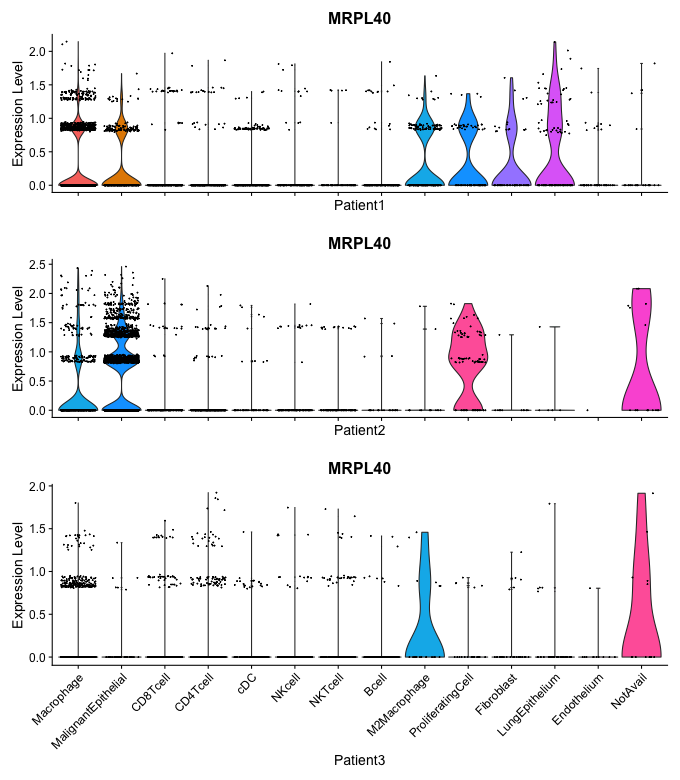 MRPL40
Expression Level
2.0
1.5
1.0
0.5
0.0
Patient1
MRPL40
Expression Level
2.5
2.0
1.5
1.0
0.5
0.0
Patient2
MRPL40
Expression Level
2.0
1.5
1.0
0.5
0.0
Macrophage
MalignantEpithelial
CD8Tcell
CD4Tcell
cDC
NKcell
NKTcell
Bcell
M2Macrophage
ProliferatingCell
Fibroblast
LungEpithelium
Endothelium
NotAvail
Patient3